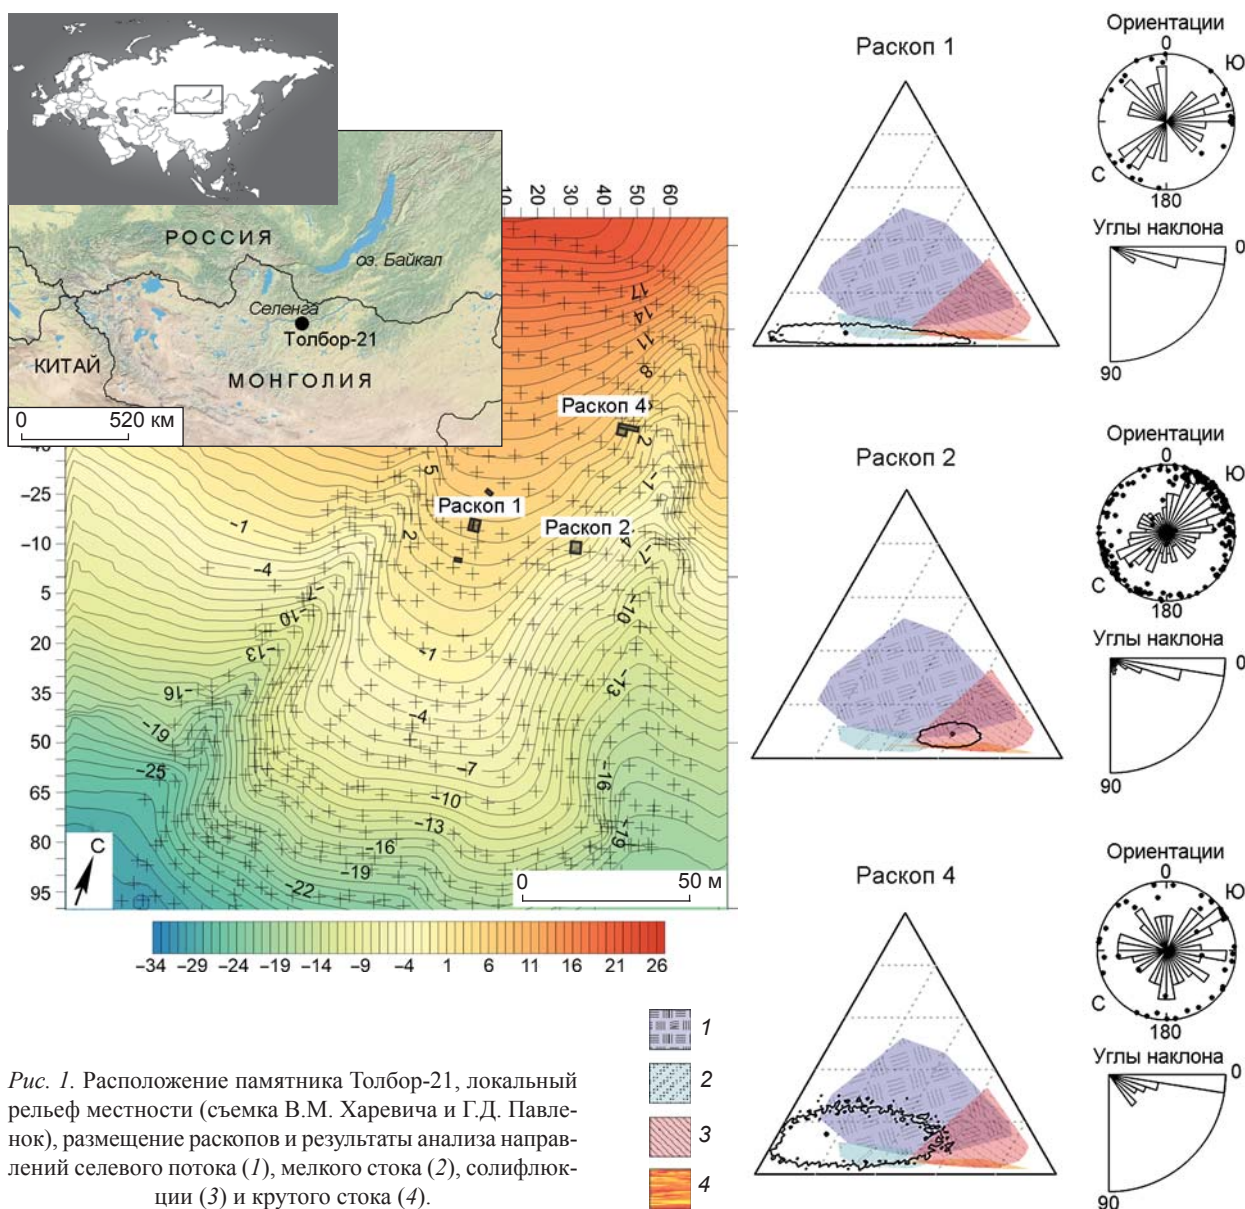 РОССИЯ
оз. Байкал
Селенга
Толбор-21
КИТАЙ
МОНГОЛИЯ
0 520 км
10 20 30 40 50 60
-40
-25
-10
5
20
35
50
65
80
95
17
14
11
8
Раскоп 4
2
-1
5
Раскоп 1
-1
2
Раскоп 2
-4
-7
-4
-7
-10
-10
-13
-1
-13
-16
-4
-19
-7
-16
-25
-10
-13
-19
-16
-19
-22
С
0 50 м
-34 -29 -24 -19 -14 -9 -4 1 6 11 16 21 26
Раскоп 1
Ориентации
0
Ю
С
180
Углы наклона
0
90
Раскоп 2
Ориентации
0
Ю
С
180
Углы наклона
0
90
Раскоп 4
Ориентации
0
Ю
С
180
Углы наклона
0
90
1
2
3
4
Рис. 1. Расположение памятника Толбор-21, локальный
рельеф местности (съемка В.М. Харевича и Г.Д. Павле-
нок), размещение раскопов и результаты анализа направ-
лений селевого потока (1), мелкого стока (2), солифлюк-
ции (3) и крутого стока (4).